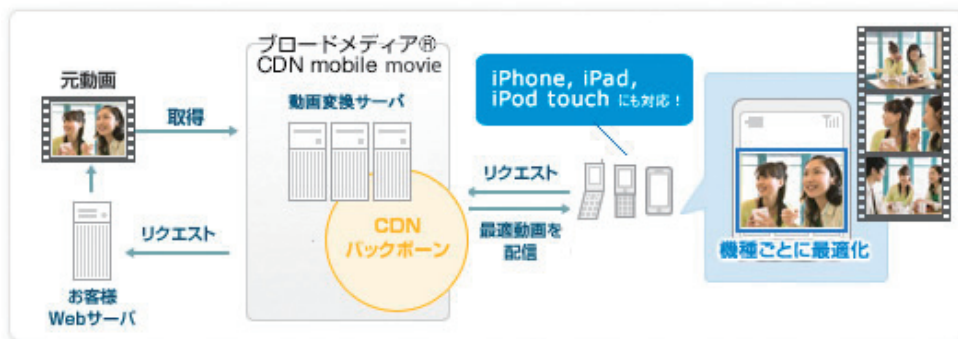 元動画
取得
リクエスト
お客様
Webサーバ
ブロードメディア®
CDN mobile movie
動画変換サーバ
CDN
バックボーン
リクエスト
最適動画を
配信
iPhone, iPad,
iPod touch にも対応！
機種ごとに最適化